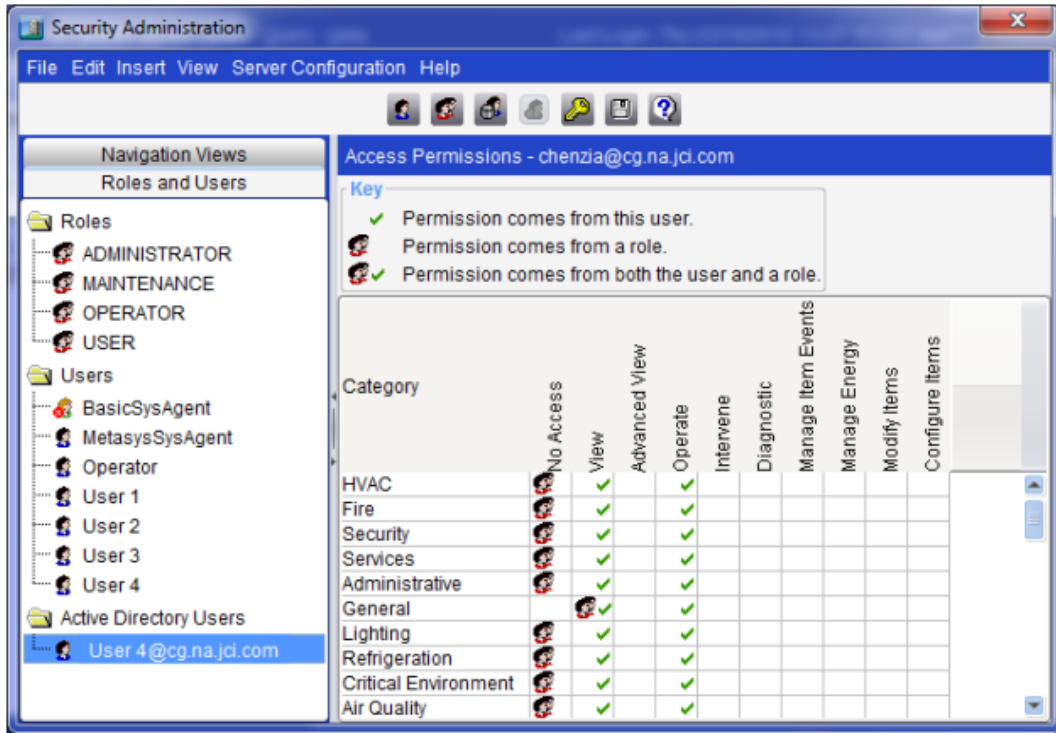 Security Administration
File Edit Insert View Server Configuration Help
Navigation Views
Roles and Users
Roles
ADMINISTRATOR
MAINTENANCE
OPERATOR
USER
Users
BasicSysAgent
MetasysSysAgent
Operator
User 1
User 2
User 3
User 4
Active Directory Users
User 4@cg.na.jci.com
Access Permissions - chenzia@cg.na.jci.com
Key
Permission comes from this user.
Permission comes from a role.
Permission comes from both the user and a role.
Category
No Access
View
Advanced View
Operate
Intervene
Diagnostic
Manage Item Events
Manage Energy
Modify Items
Configure Items
HVAC
Fire
Security
Services
Administrative
General
Lighting
Refrigeration
Critical Environment
Air Quality